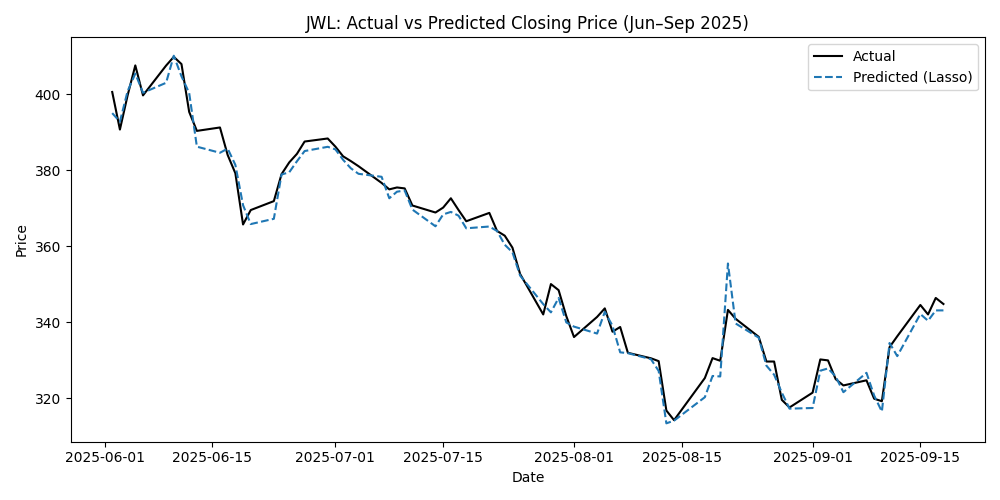 JWL: Actual vs Predicted Closing Price (Jun–Sep 2025)
Actual
Predicted (Lasso)
Price
400
380
360
340
320
2025-06-01 2025-06-15 2025-07-01 2025-07-15 2025-08-01 2025-08-15 2025-09-01 2025-09-15
Date